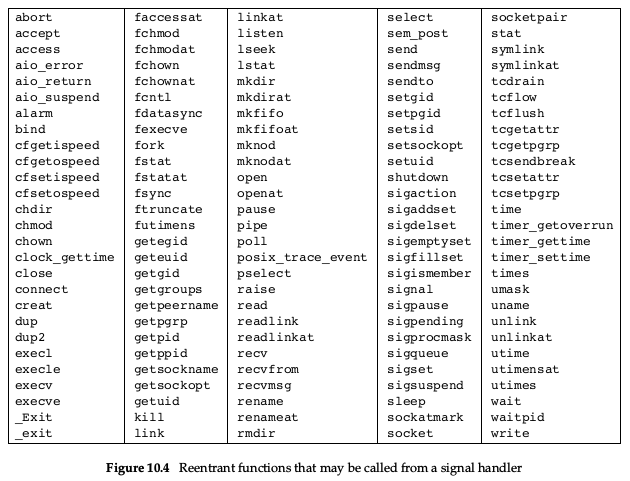 abort faccessat linkat select socketpair
accept fchmod listen sem_post stat
access fchmodat lseek send symlink
aio_error fchown lstat sendmsg symlinkat
aio_return fchownat mkdir sendto tcdrain
aio_suspend fcntl mkdirat setgid tcflow
alarm fdatasync mkfifo setpgid tcflush
bind fexecve mkfifoat setsid tcgetattr
cfgetispeed fork mknod setsockopt tcgetpgrp
cfgetospeed fstat mknodat setuid tcsendbreak
cfsetispeed fstatat open shutdown tcsetattr
cfsetospeed fsync openat sigaction tcsetpgrp
chdir ftruncate pause sigaddset time
chmod futimens pipe sigdelset timer_getoverrun
chown getegid poll sigemptyset timer_gettime
clock_gettime geteuid posix_trace_event sigfillset timer_settime
close getgid pselect sigismember times
connect getgroups raise signal umask
creat getpeername read sigpause uname
dup getpgrp readlink sigpending unlink
dup2 getpid readlinkat sigprocmask unlinkat
execl getppid recv sigqueue utime
execle getsockname recvfrom sigset utimensat
execv getsockopt recvmsg sigsuspend utimes
execve getuid rename sleep wait
_Exit kill renameat sockatmark waitpid
_exit link rmdir socket write
Figure 10.4 Reentrant functions that may be called from a signal handler